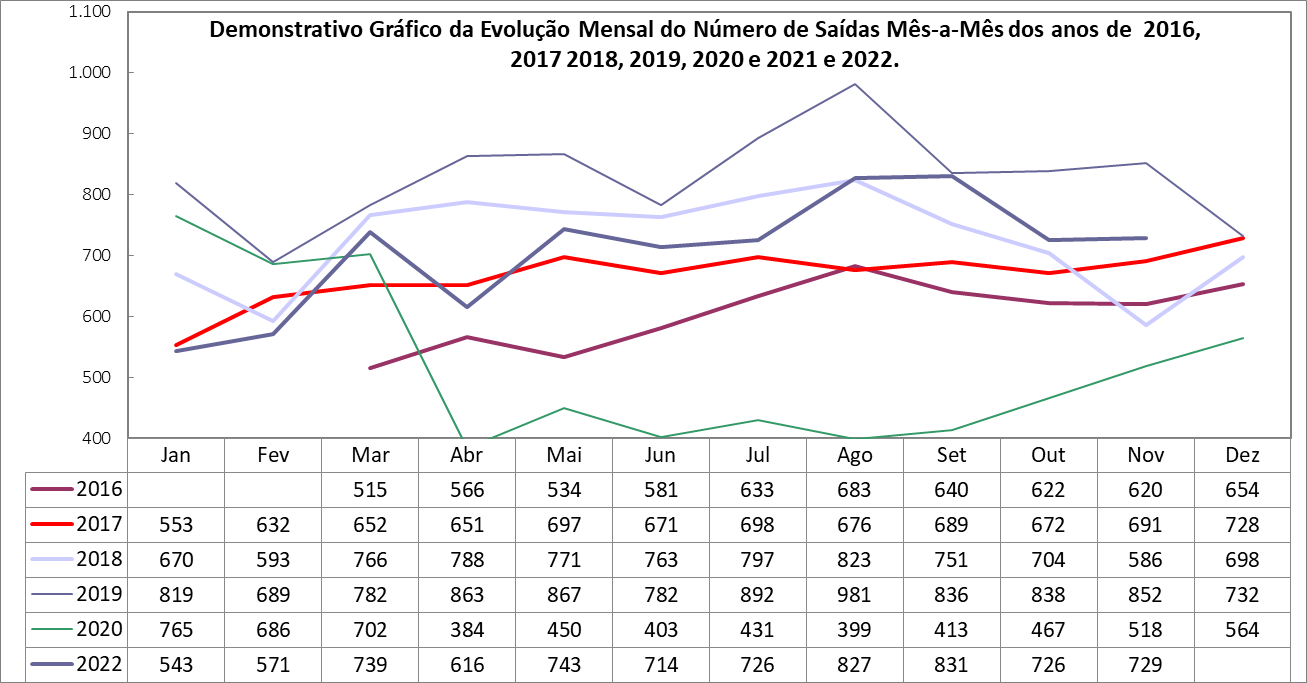 Demonstrativo Gráfico da Evolução Mensal do Número de Saídas Mês-a-Mês dos anos de 2016,
2017 2018, 2019, 2020 e 2021 e 2022.
1.100
1.000
900
800
700
600
500
400
Jan Fev Mar Abr Mai Jun Jul Ago Set Out Nov Dez
2016 515 566 534 581 633 683 640 622 620 654
2017 553 632 652 651 697 671 698 676 689 672 691 728
2018 670 593 766 788 771 763 797 823 751 704 586 698
2019 819 689 782 863 867 782 892 981 836 838 852 732
2020 765 686 702 384 450 403 431 399 413 467 518 564
2022 543 571 739 616 743 714 726 827 831 726 729